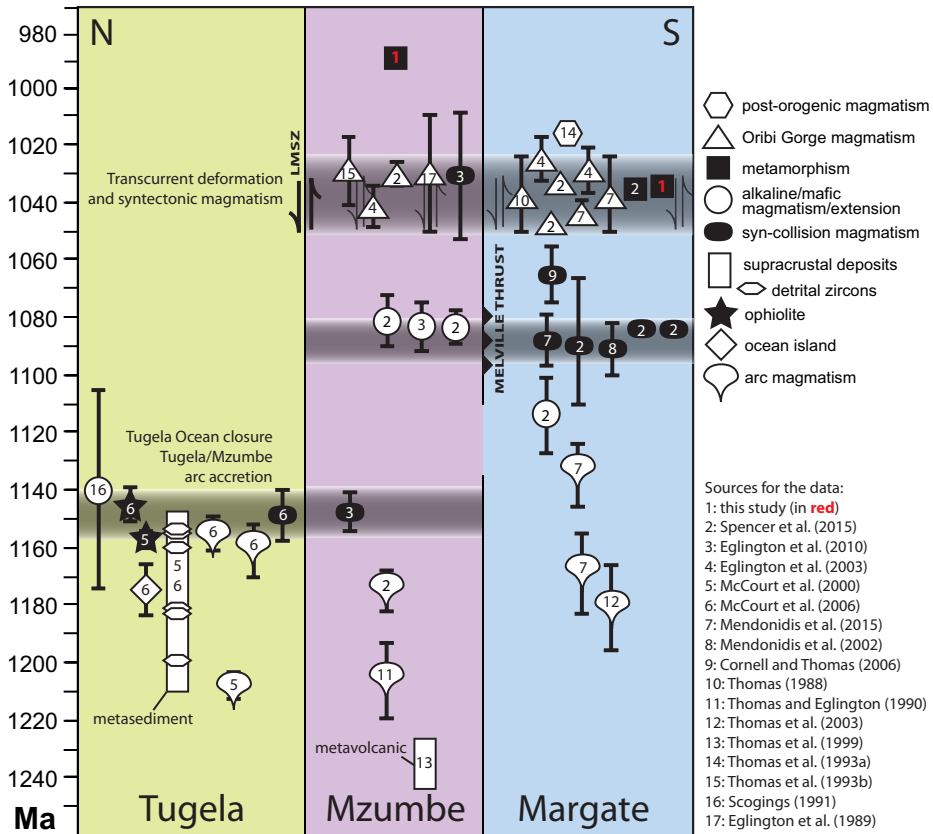 980
1000
1020
1040
1060
1080
1100
1120
1140
1160
1180
1200
1220
1240
Ma
N
S
LMSZ
Transcurrent deformation
and syntectonic magmatism
MELVILLE THRUST
Tugela Ocean closure
Tugela/Mzumbe
arc accretion
16
6
5
6
5
6
6
6
6
5
metasediment
Tugela
1
15
2
17
3
4
2
3
2
3
2
11
metavolcanic
13
Mzumbe
14
4
4
2
10
7
7
2
2
1
9
7
2
8
2
2
2
7
7
12
Margate
post-orogenic magmatism
Oribi Gorge magmatism
metamorphism
alkaline/mafic
magmatism/extension
syn-collision magmatism
supracrustal deposits
detrital zircons
ophiolite
ocean island
arc magmatism
Sources for the data:
1: this study (in red)
2: Spencer et al. (2015)
3: Eglington et al. (2010)
4: Eglington et al. (2003)
5: McCourt et al. (2000)
6: McCourt et al. (2006)
7: Mendonidis et al. (2015)
8: Mendonidis et al. (2002)
9: Cornell and Thomas (2006)
10: Thomas (1988)
11: Thomas and Eglington (1990)
12: Thomas et al. (2003)
13: Thomas et al. (1999)
14: Thomas et al. (1993a)
15: Thomas et al. (1993b)
16: Scogings (1991)
17: Eglington et al. (1989)